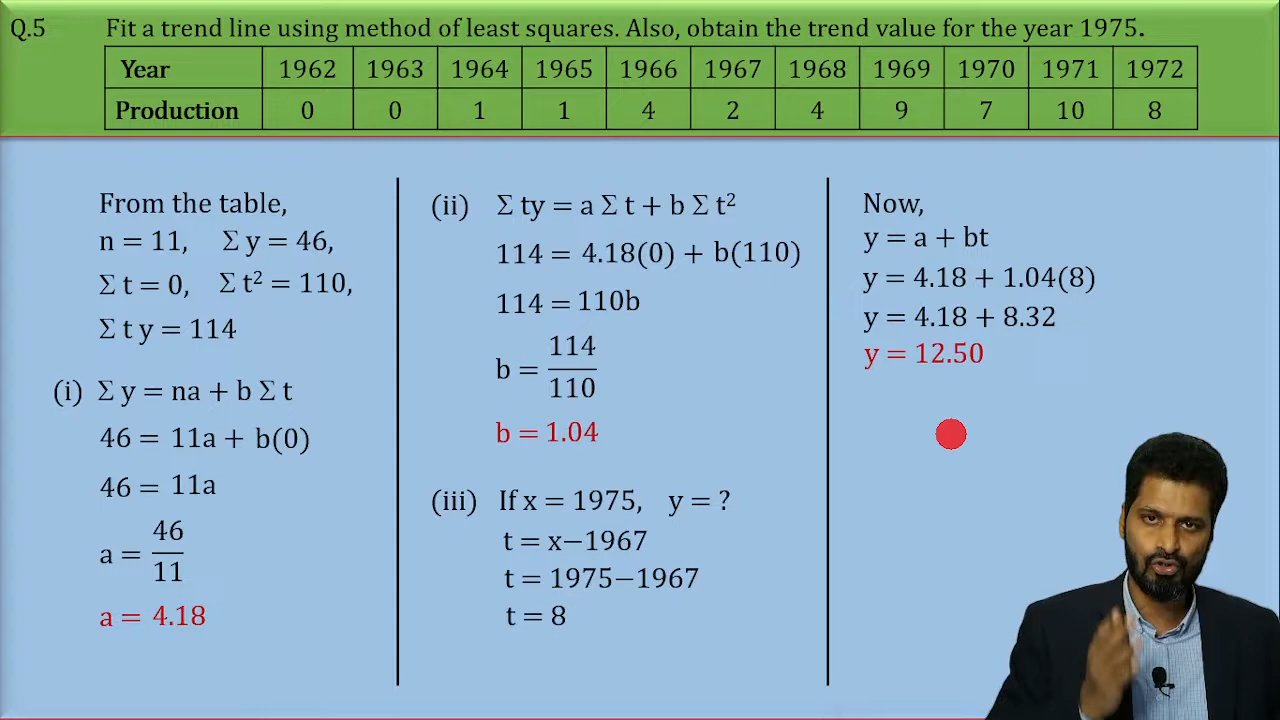 Q.5 Fit a trend line using method of least squares. Also, obtain the trend value for the year 1975.
Year 1962 1963 1964 1965 1966 1967 1968 1969 1970 1971 1972
Production 0 0 1 1 4 2 4 9 7 10 8
From the table,
n = 11, Σ y = 46,
Σ t = 0, Σ t² = 110,
Σ t y = 114
(i) Σ y = na + b Σ t
46 = 11a + b(0)
46 = 11a
a = 46/11
a = 4.18
(ii) Σ ty = a Σ t + b Σ t²
114 = 4.18(0) + b(110)
114 = 110b
b = 114/110
b = 1.04
(iii) If x = 1975, y = ?
t = x−1967
t = 1975−1967
t = 8
Now,
y = a + bt
y = 4.18 + 1.04(8)
y = 4.18 + 8.32
y = 12.50